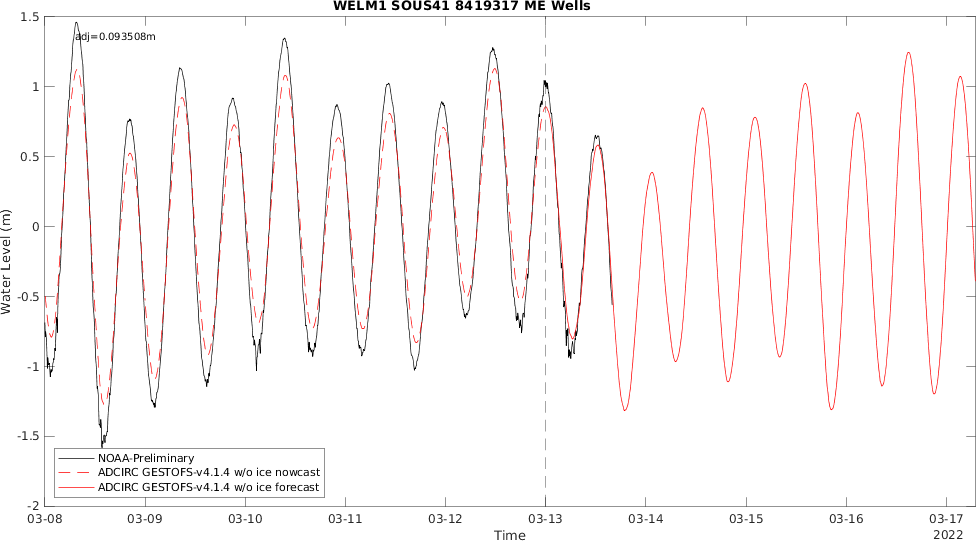 WELM1 SOUS41 8419317 ME Wells
adj=0.093508m
1.5
1
0.5
0
-0.5
-1
-1.5
-2
Water Level (m)
NOAA-Preliminary
ADCIRC GESTOFS-v4.1.4 w/o ice nowcast
ADCIRC GESTOFS-v4.1.4 w/o ice forecast
03-08 03-09 03-10 03-11 03-12 03-13 03-14 03-15 03-16 03-17
Time
2022